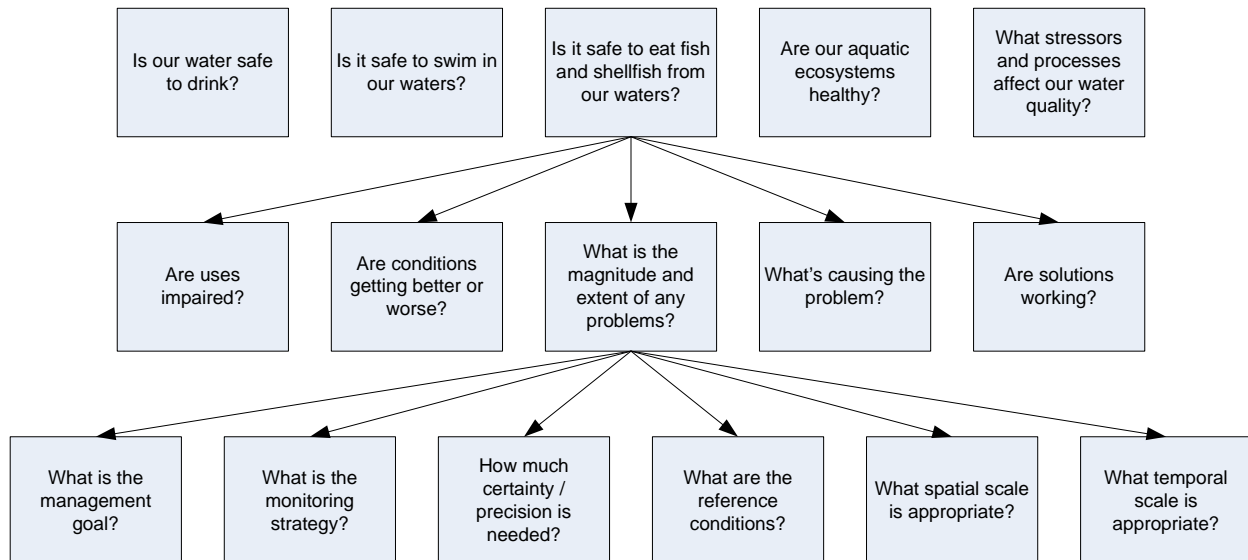 Is our water safe
to drink?
Is it safe to swim in
our waters?
Is it safe to eat fish
and shellfish from
our waters?
Are our aquatic
ecosystems
healthy?
What stressors
and processes
affect our water
quality?
Are uses
impaired?
Are conditions
getting better or
worse?
What is the
magnitude and
extent of any
problems?
What’s causing the
problem?
Are solutions
working?
What is the
management
goal?
What is the
monitoring
strategy?
How much
certainty /
precision is
needed?
What are the
reference
conditions?
What spatial scale
is appropriate?
What temporal
scale is
appropriate?